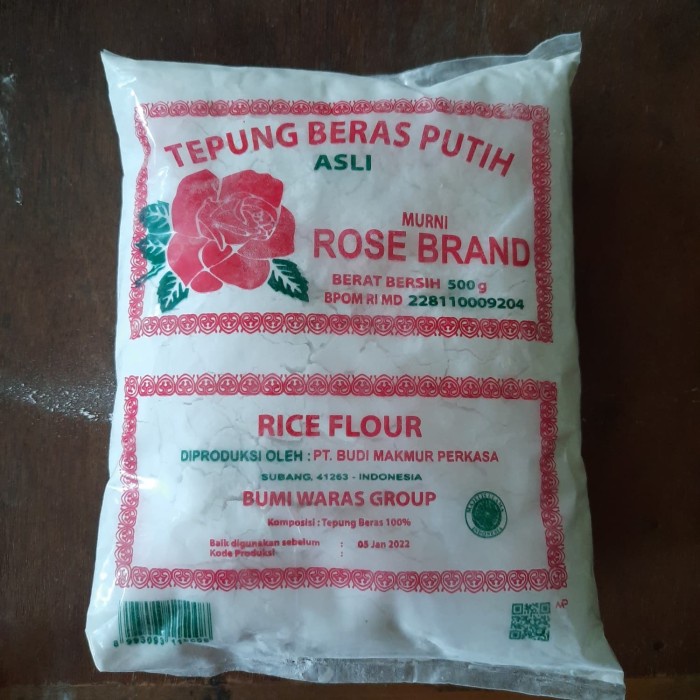 TEPUNG BERAS PUTIH
ASLI
MURNI
ROSE BRAND
BERAT BERSIH 500 g
BPOM RI MD 228110009204
RICE FLOUR
DIPRODUKSI OLEH : PT. BUDI MAKMUR PERKASA
SUBANG, 41263 - INDONESIA
BUMI WARAS GROUP
Komposisi : Tepung Beras 100%
Baik digunakan sebelum : 05 Jan 2022
Kode Produksi :